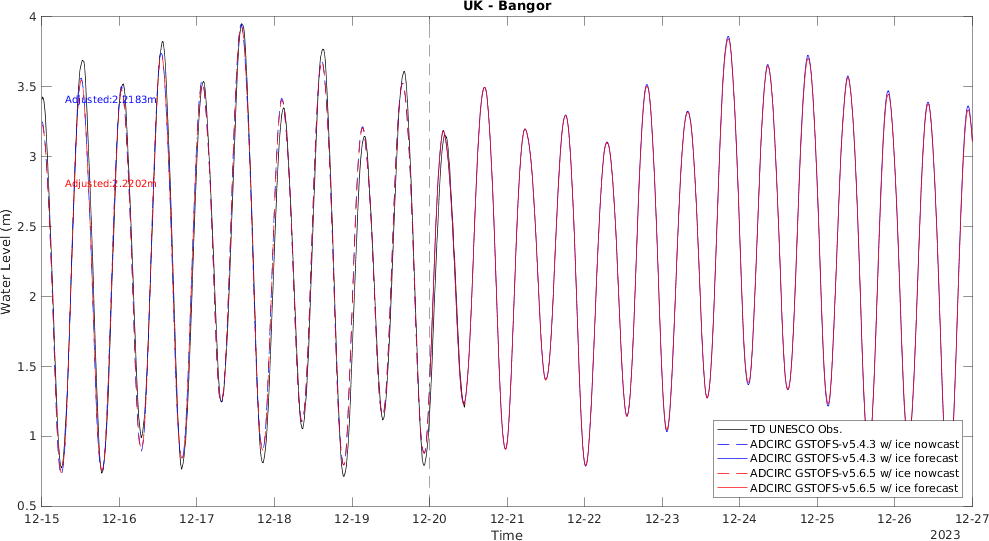 UK - Bangor
4
3.5
3
2.5
2
1.5
1
0.5
Water Level (m)
Adjusted:2.2183m
Adjusted:2.2202m
TD UNESCO Obs.
ADCIRC GSTOFS-v5.4.3 w/ ice nowcast
ADCIRC GSTOFS-v5.4.3 w/ ice forecast
ADCIRC GSTOFS-v5.6.5 w/ ice nowcast
ADCIRC GSTOFS-v5.6.5 w/ ice forecast
12-15 12-16 12-17 12-18 12-19 12-20 12-21 12-22 12-23 12-24 12-25 12-26 12-27
Time
2023